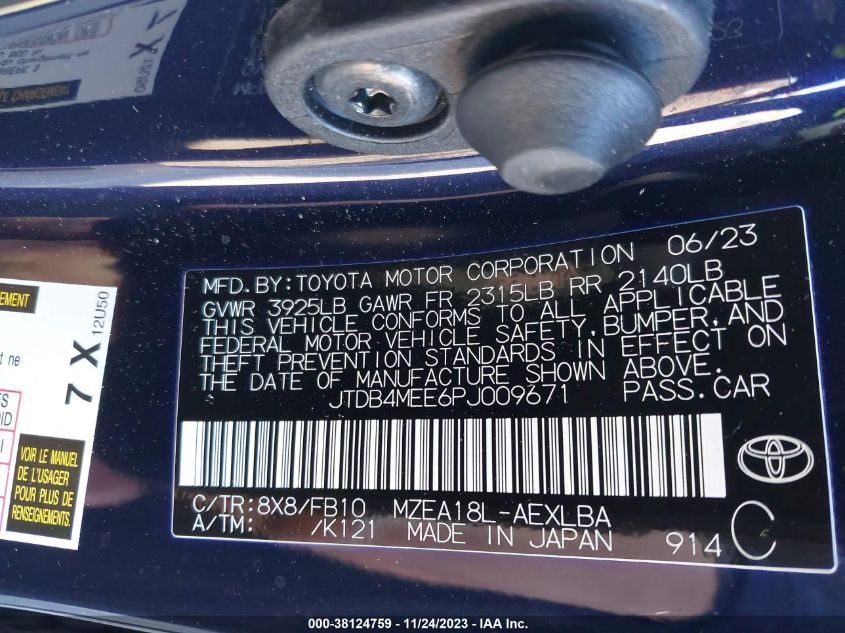 MFD. BY: TOYOTA MOTOR CORPORATION 06/23
GVWR 3925LB GAWR FR 2315LB RR 2140LB
THIS VEHICLE CONFORMS TO ALL APPLICABLE
FEDERAL MOTOR VEHICLE SAFETY, BUMPER, AND
THEFT PREVENTION STANDARDS IN EFFECT ON
THE DATE OF MANUFACTURE SHOWN ABOVE.
JTDB4MEE6PJ009671 PASS.CAR
C/TR:8X8/FB10 MZEA18L-AEXLBA
A/TM: /K121 MADE IN JAPAN 914 C
7 X
12U50
VOIR LE MANUEL
DE L'USAGER
POUR PLUS DE
RENSEIGNEMENTS.
000-38124759 - 11/24/2023 - IAA Inc.